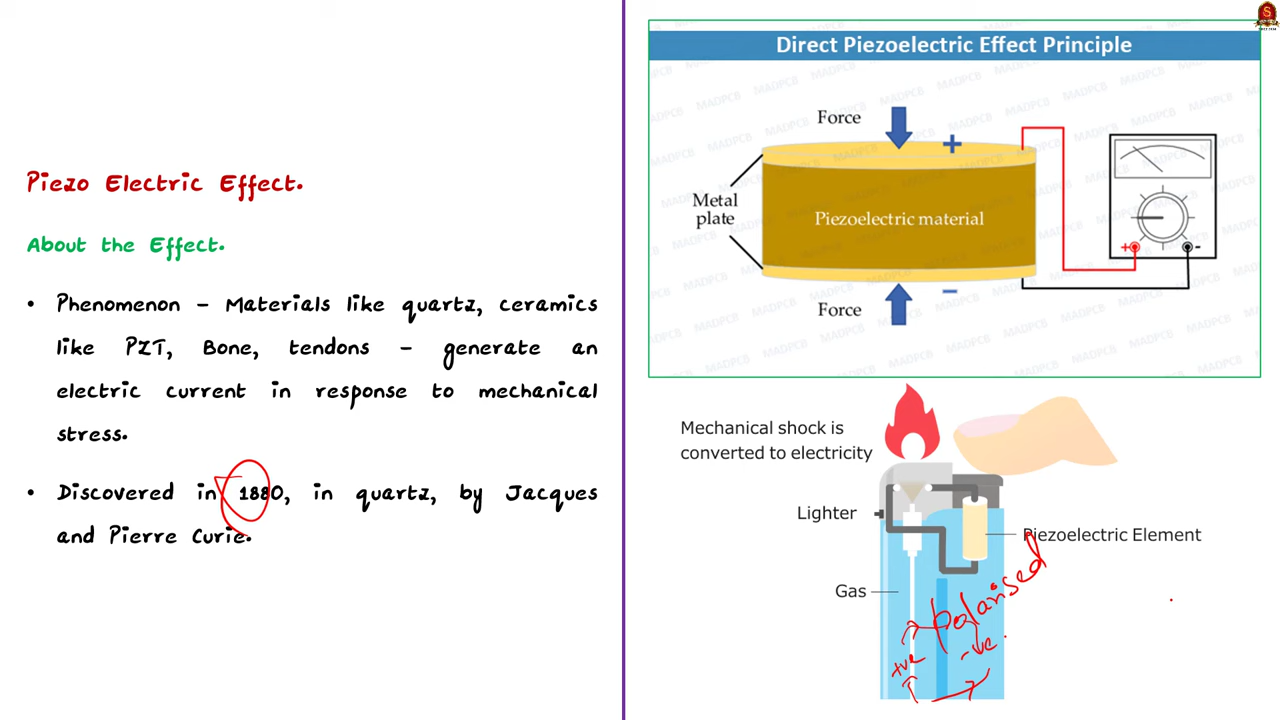 Piezo Electric Effect.
About the Effect.
• Phenomenon – Materials like quartz, ceramics
like PZT, Bone, tendons – generate an
electric current in response to mechanical
stress.
• Discovered in 1880, in quartz, by Jacques
and Pierre Curie.
Direct Piezoelectric Effect Principle
Force
+
Metal
plate
Piezoelectric material
+ -
Force
–
MADPCB
Mechanical shock is
converted to electricity
Lighter
Piezoelectric Element
Gas
polarised
+ve
-ve